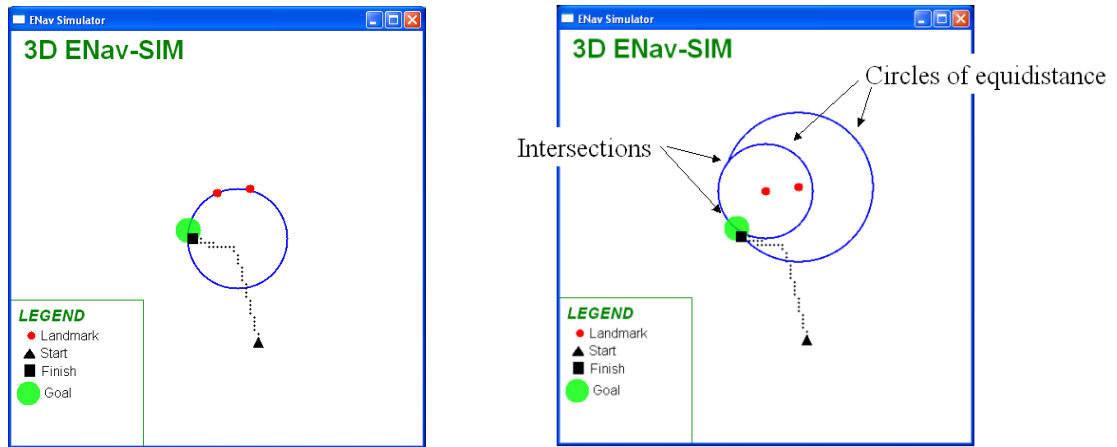 ENav Simulator
3D ENav-SIM
LEGEND
Landmark
Start
Finish
Goal
ENav Simulator
3D ENav-SIM
Circles of equidistance
Intersections
LEGEND
Landmark
Start
Finish
Goal